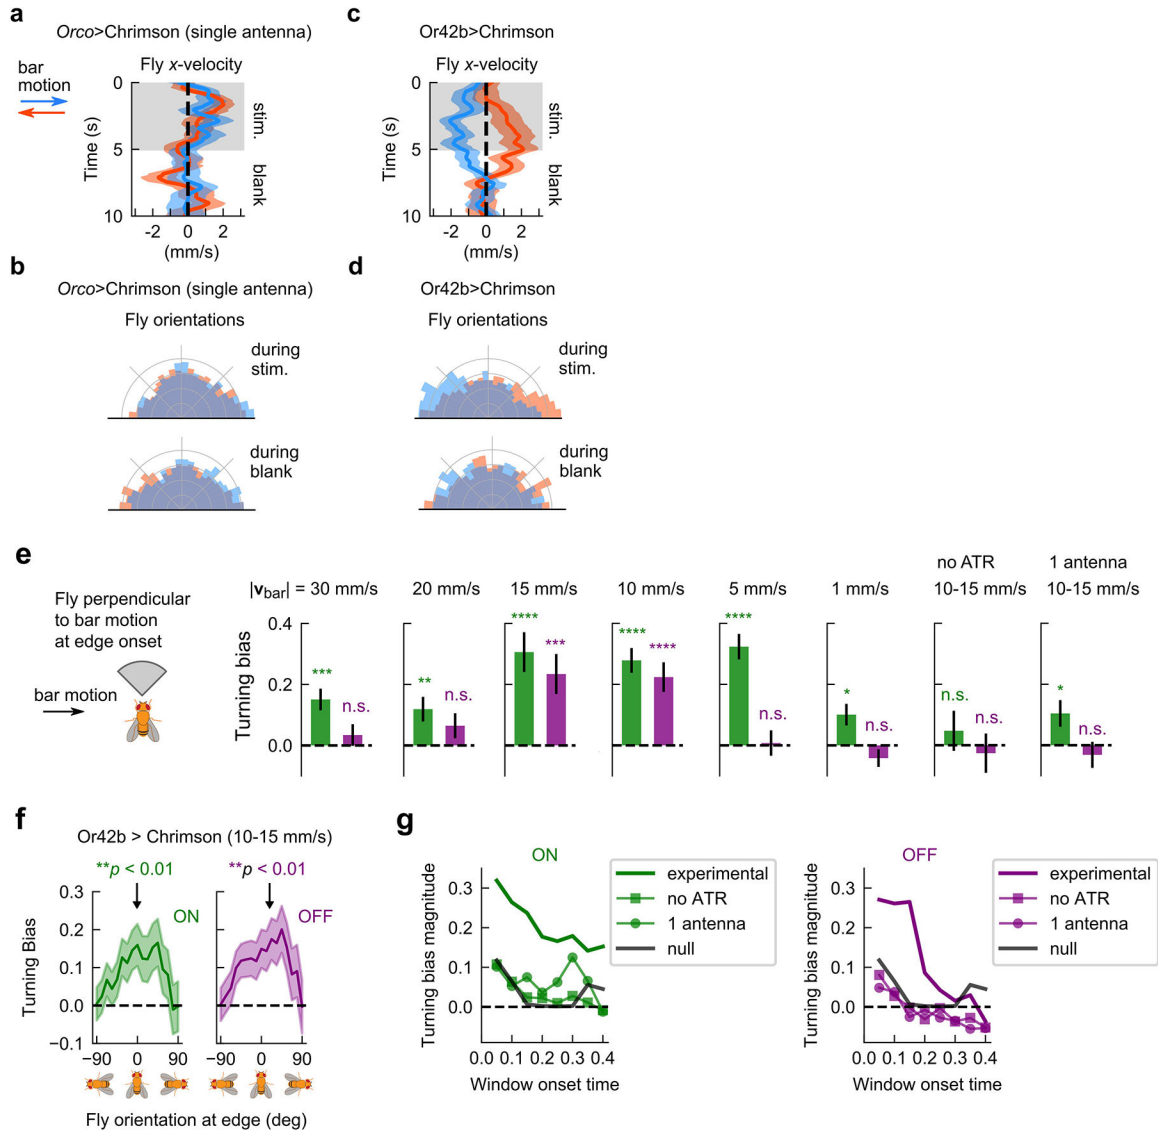 a
Orco>Chrimson (single antenna)
bar
motion
Fly x-velocity
0
5
10
Time (s)
stim.
blank
-2 0 2
(mm/s)
c
Or42b>Chrimson
Fly x-velocity
0
5
10
Time (s)
stim.
blank
-2 0 2
(mm/s)
b
Orco>Chrimson (single antenna)
Fly orientations
during
stim.
during
blank
d
Or42b>Chrimson
Fly orientations
during
stim.
during
blank
e
Fly perpendicular
to bar motion
at edge onset
bar motion
no ATR
1 antenna
|vbar| = 30 mm/s
20 mm/s
15 mm/s
10 mm/s
5 mm/s
1 mm/s
10-15 mm/s
10-15 mm/s
Turning bias
0.4
0.2
0.0
***
n.s.
**
n.s.
****
***
****
****
****
n.s.
*
n.s.
n.s.
n.s.
*
n.s.
f
Or42b > Chrimson (10-15 mm/s)
**p < 0.01
**p < 0.01
Turning Bias
0.3
0.2
0.1
0.0
−0.1
ON
OFF
−90 0 90
−90 0 90
Fly orientation at edge (deg)
g
ON
Turning bias magnitude
0.3
0.2
0.1
0.0
0.0 0.1 0.2 0.3 0.4
Window onset time
experimental
no ATR
1 antenna
null
OFF
Turning bias magnitude
0.3
0.2
0.1
0.0
0.0 0.1 0.2 0.3 0.4
Window onset time
experimental
no ATR
1 antenna
null